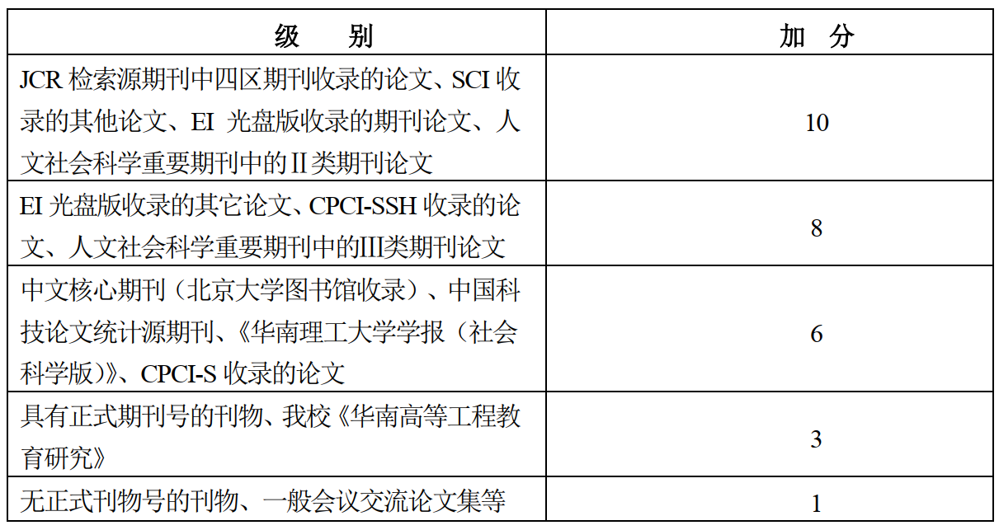 级 别
加 分
JCR 检索源期刊中四区期刊收录的论文、SCI 收
录的其他论文、EI 光盘版收录的期刊论文、人
文社会科学重要期刊中的Ⅱ类期刊论文
10
EI 光盘版收录的其它论文、CPCI-SSH 收录的论
文、人文社会科学重要期刊中的Ⅲ类期刊论文
8
中文核心期刊（北京大学图书馆收录）、中国科
技论文统计源期刊、《华南理工大学学报（社会
科学版）》、CPCI-S 收录的论文
6
具有正式期刊号的刊物、我校《华南高等工程教
育研究》
3
无正式刊物号的刊物、一般会议交流论文集等
1